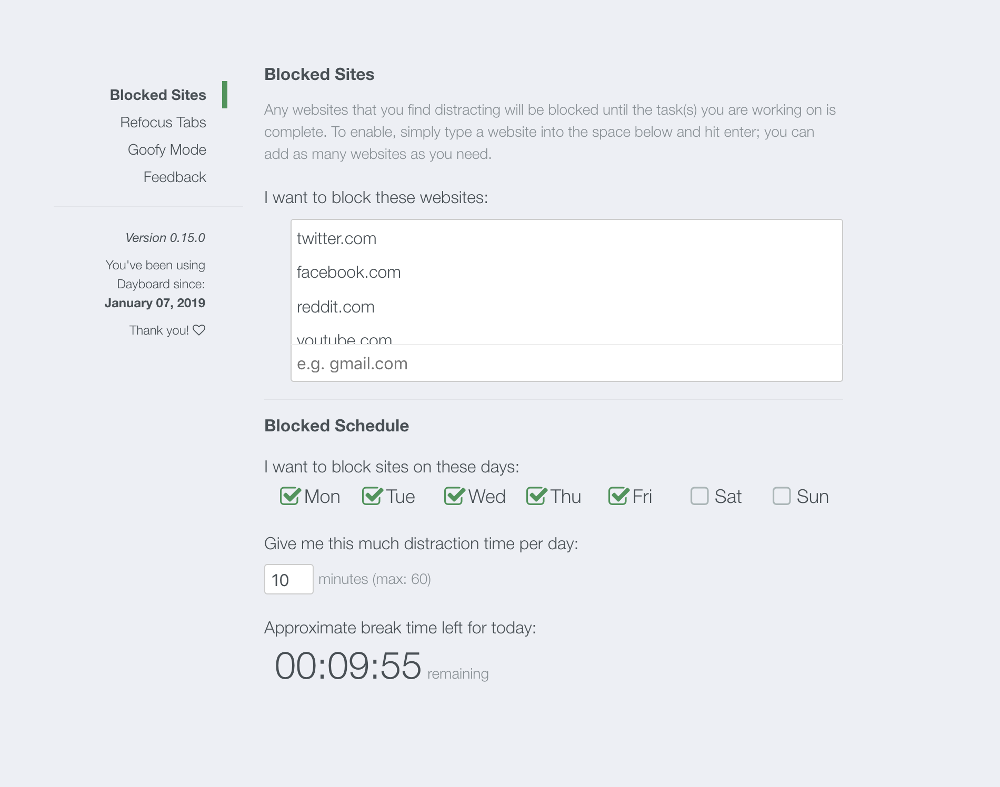 Blocked Sites
Refocus Tabs
Goofy Mode
Feedback
Version 0.15.0
You've been using
Dayboard since:
January 07, 2019
Thank you!
Blocked Sites
Any websites that you find distracting will be blocked until the task(s) you are working on is
complete. To enable, simply type a website into the space below and hit enter; you can
add as many websites as you need.
I want to block these websites:
twitter.com
facebook.com
reddit.com
youtube.com
e.g. gmail.com
Blocked Schedule
I want to block sites on these days:
Mon Tue Wed Thu Fri Sat Sun
Give me this much distraction time per day:
10 minutes (max: 60)
Approximate break time left for today:
00:09:55 remaining